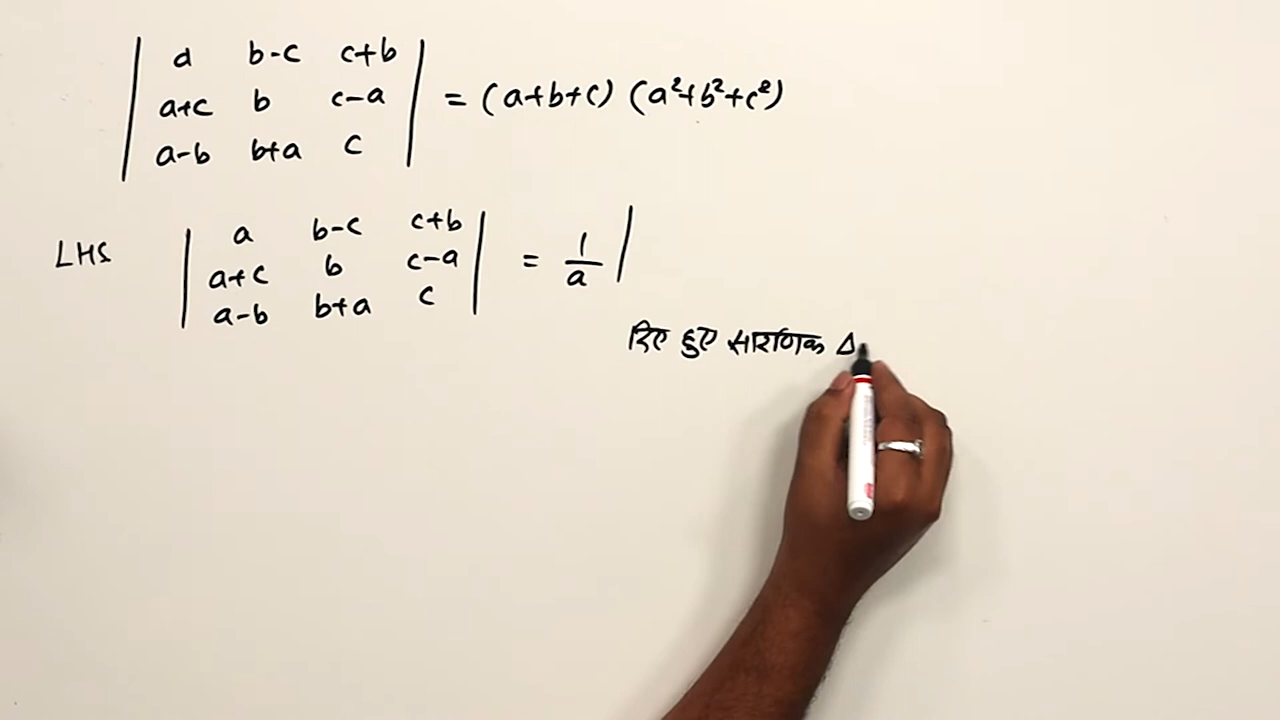 | a b-c c+b |
| a+c b c-a | = (a+b+c) (a²+b²+c²)
| a-b b+a c |
LHS | a b-c c+b |
| a+c b c-a | = 1/a |
| a-b b+a c |
दिए हुए सारणिक Δ